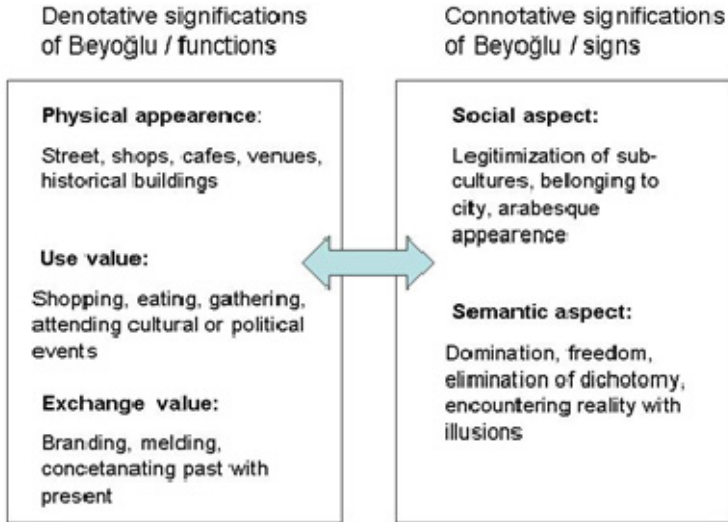 Denotative significations
of Beyoğlu / functions
Physical appearence:
Street, shops, cafes, venues,
historical buildings
Use value:
Shopping, eating, gathering,
attending cultural or political
events
Exchange value:
Branding, melding,
concetanating past with
present
Connotative significations
of Beyoğlu / signs
Social aspect:
Legitimization of sub-
cultures, belonging to
city, arabesque
appearence
Semantic aspect:
Domination, freedom,
elimination of dichotomy,
encountering reality with
illusions